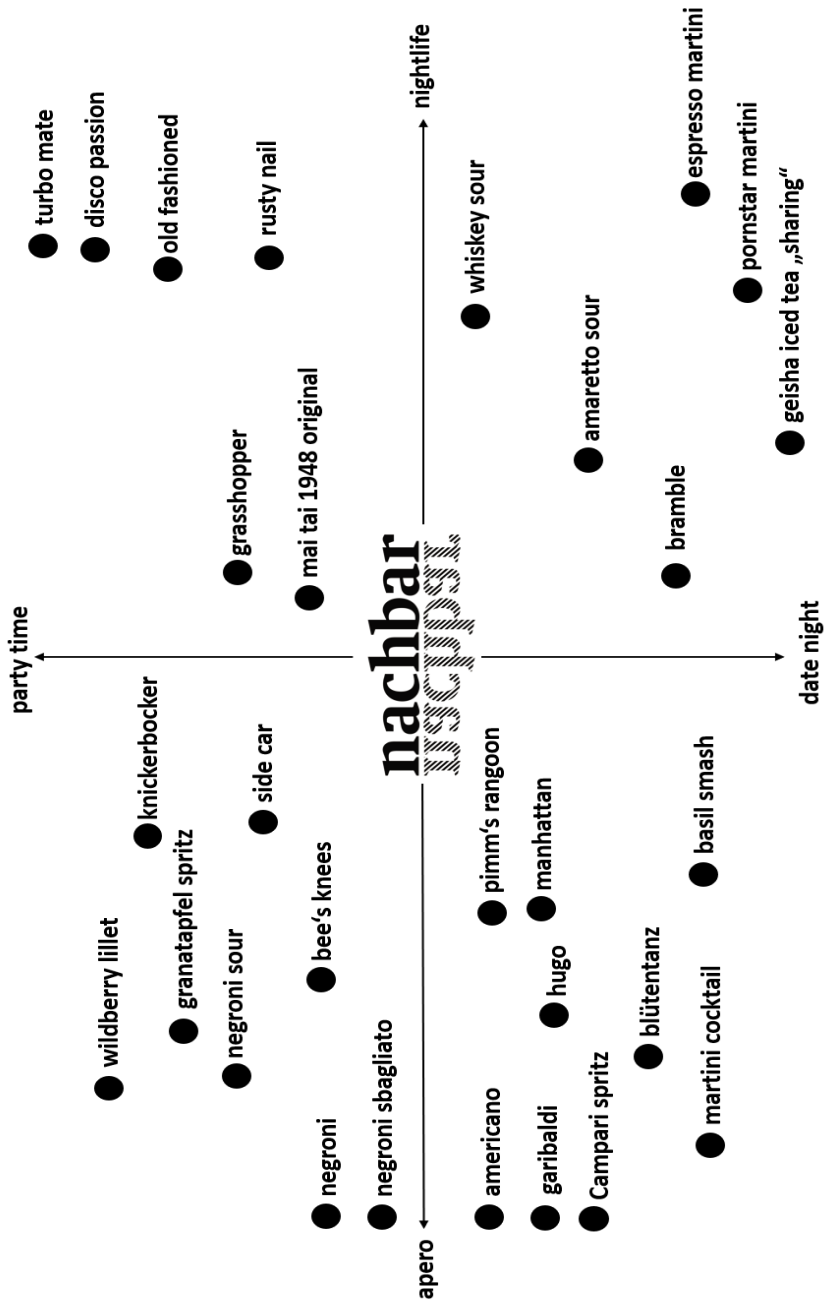 party time
turbo mate
disco passion
wildberry lillet
knickerbocker
old fashioned
granatapfel spritz
negroni sour
grasshopper
side car
rusty nail
mai tai 1948 original
bee‘s knees
negroni
negroni sbagliato
apero
nachbar
nightlife
whiskey sour
americano
pimm‘s rangoon
manhattan
garibaldi
hugo
amaretto sour
Campari spritz
blütentanz
bramble
espresso martini
basil smash
martini cocktail
pornstar martini
geisha iced tea „sharing“
date night